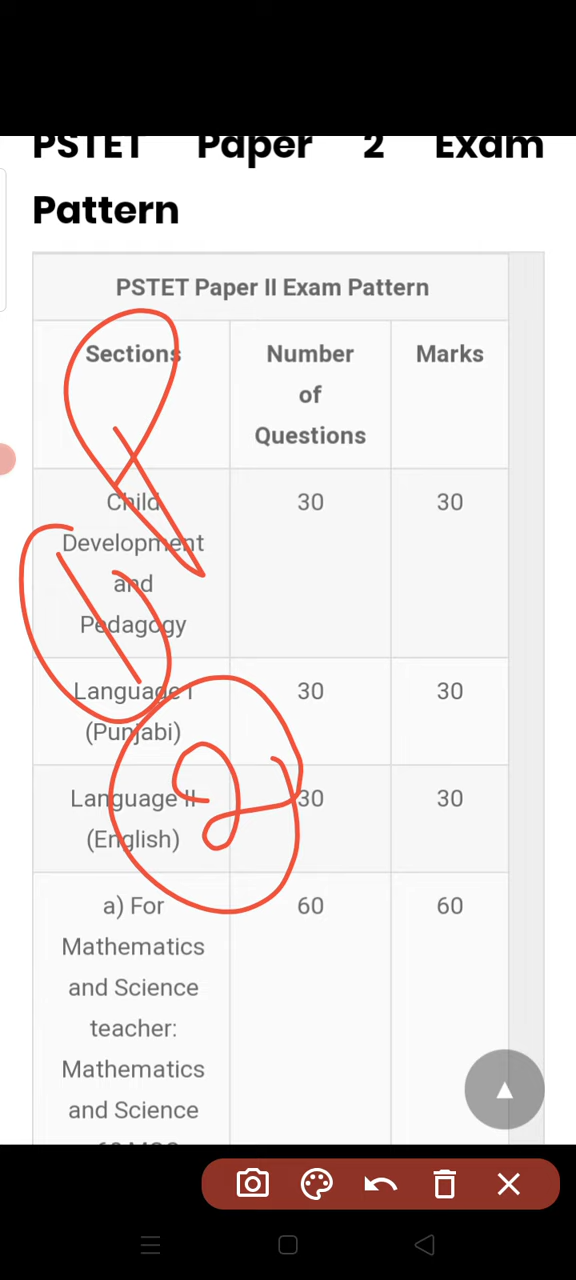 PSTET Paper 2 Exam
Pattern
PSTET Paper II Exam Pattern
Sections Number of Questions Marks
Child Development and Pedagogy 30 30
Language I (Punjabi) 30 30
Language II (English) 30 30
a) For Mathematics and Science teacher: Mathematics and Science 60 60
1
2